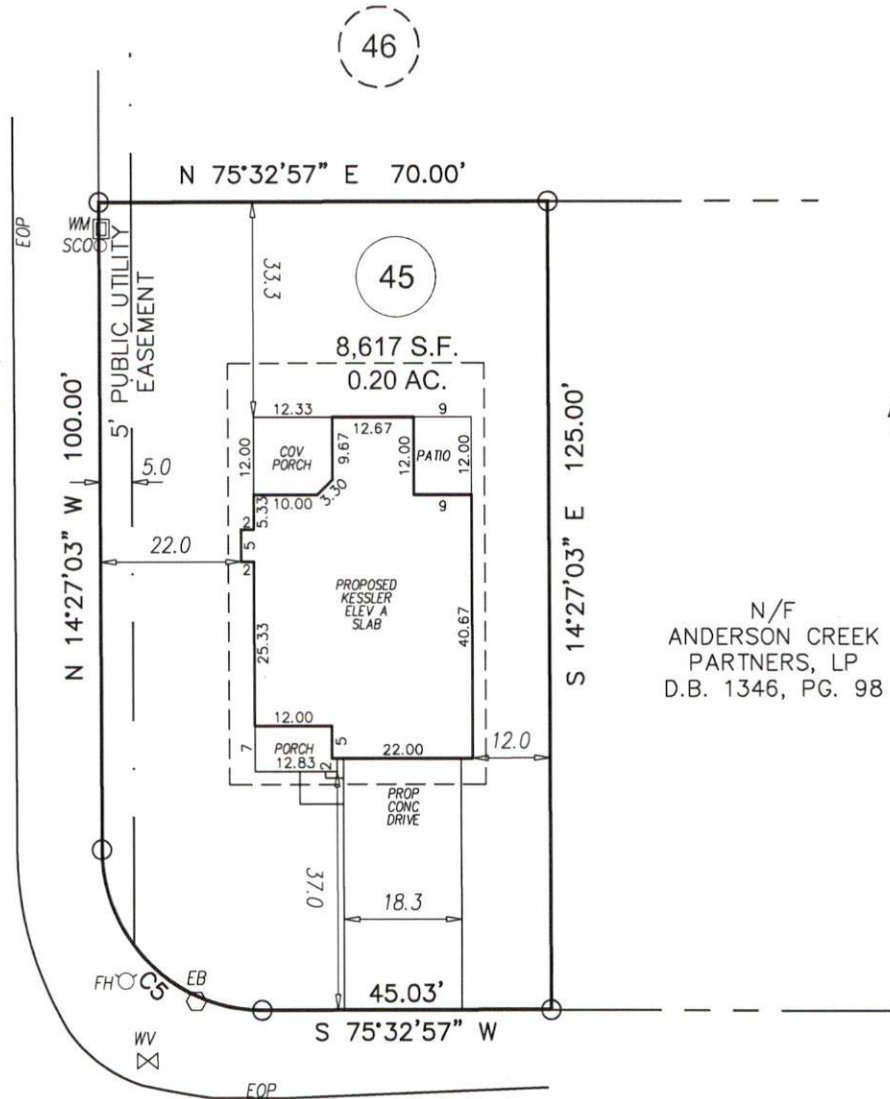 46
N 75°32'57" E 70.00'
EOP
WM
SCO
5' PUBLIC UTILITY
EASEMENT
33.3
45
8,617 S.F.
0.20 AC.
N 14°27'03" W 100.00'
5.0
12.33
12.67
9
12.00
COV
PORCH
9.67
12.00
PATIO
12.00
10.00
3.30
9
5.33
2
5
2
22.0
S 14°27'03" E 125.00'
PROPOSED
KESSLER
ELEV A
SLAB
40.67
25.33
N/F
ANDERSON CREEK
PARTNERS, LP
D.B. 1346, PG. 98
12.00
7
PORCH
5
12.83
2
22.00
12.0
PROP
CONC
DRIVE
37.0
18.3
FH
C5
EB
45.03'
S 75°32'57" W
WV
EOP